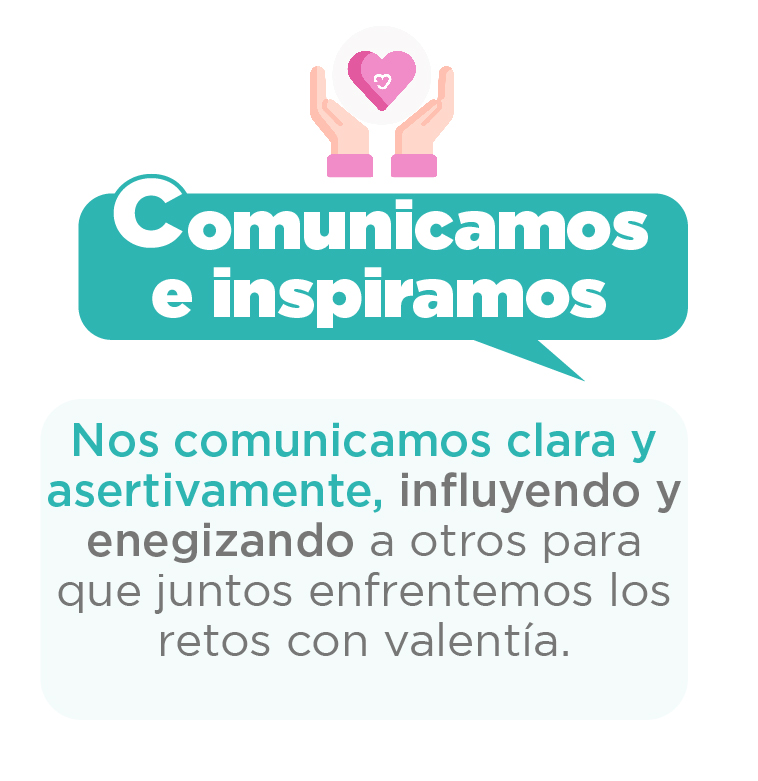 Comunicamos
e inspiramos
Nos comunicamos clara y
asertivamente, influyendo y
enegizando a otros para
que juntos enfrentemos los
retos con valentía.